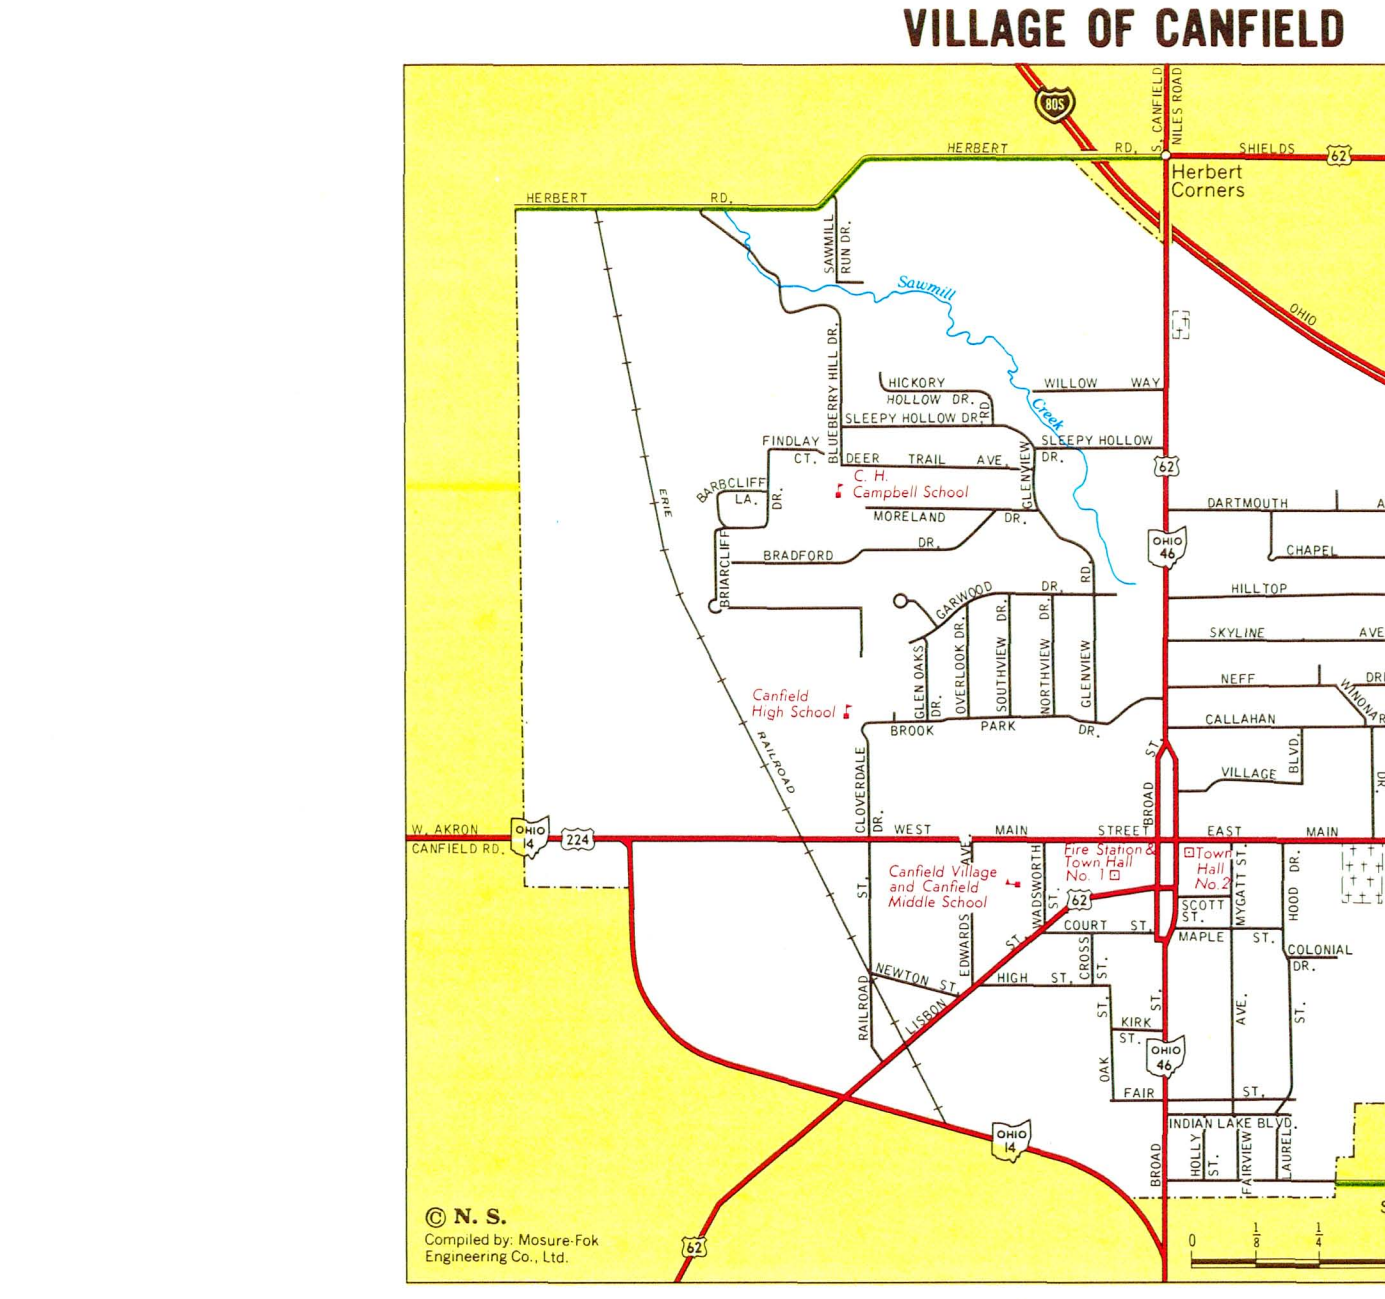 VILLAGE OF CANFIELD
S. CANFIELD
NILES ROAD
80S
HERBERT RD.
SHIELDS
62
Herbert
Corners
HERBERT RD.
SAWMILL
RUN DR.
Sawmill
OHIO
BLUEBERRY HILL DR.
HICKORY
HOLLOW DR.
RD
WILLOW WAY
Creek
SLEEPY HOLLOW DR.
SLEEPY HOLLOW
DR.
FINDLAY
CT.
DEER TRAIL AVE.
GLENVIEW
62
BARBCLIFF
LA.
DR.
C. H.
Campbell School
ERIE
MORELAND DR.
DARTMOUTH A
OHIO
46
BRIARCLIFF
BRADFORD DR.
CHAPEL
RD.
GARWOOD DR.
HILLTOP
GLEN OAKS
DR.
OVERLOOK DR.
SOUTHVIEW DR.
NORTHVIEW DR.
GLENVIEW
SKYLINE AVE
NEFF DRI
WINONA
Canfield
High School
CALLAHAN R
BROOK PARK DR.
ST.
RAILROAD
CLOVERDALE
DR.
BROAD
VILLAGE
BLVD.
DR.
W. AKRON
CANFIELD RD.
OHIO
14
224
WEST MAIN STREET
EAST MAIN
Fire Station &
Town Hall
No. 1
Town
Hall
No. 2
Canfield Village
and Canfield
Middle School
ST.
AVE.
EDWARDS
WADSWORTH
ST.
62
SCOTT
ST.
MYGATT ST.
HOOD DR.
COURT ST.
MAPLE ST.
COLONIAL
DR.
CROSS
ST.
ST.
NEWTON ST.
HIGH ST.
RAILROAD
LISBON
ST.
ST.
AVE.
ST.
KIRK
ST.
OAK
OHIO
46
FAIR ST.
INDIAN LAKE BLVD.
OHIO
14
BROAD
HOLLY
ST.
FAIRVIEW
LAUREL
S
© N. S.
Compiled by: Mosure-Fok
Engineering Co., Ltd.
62
0 1/8 1/4